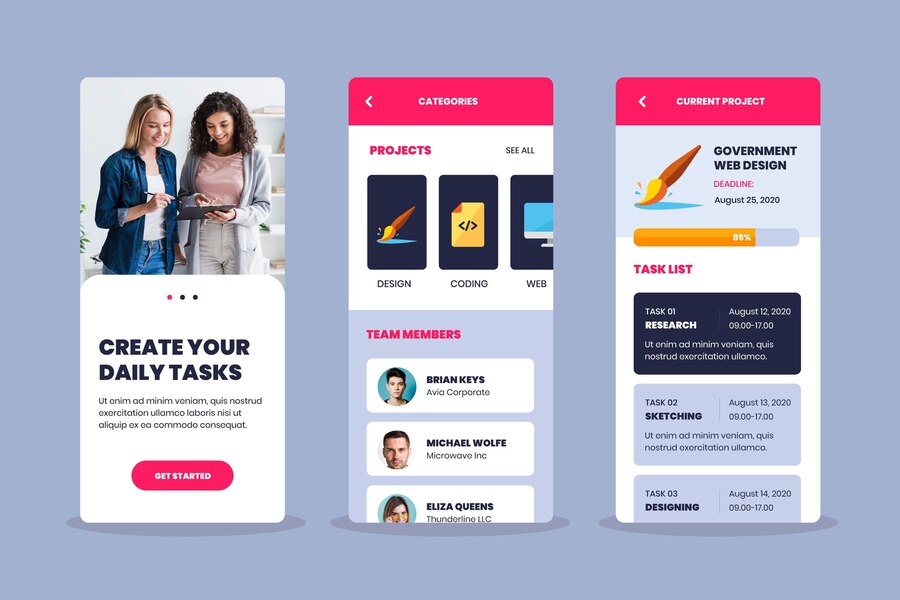 CREATE YOUR
DAILY TASKS
Ut enim ad minim veniam, quis nostrud
exercitation ullamco laboris nisi ut
aliquip ex ea commodo consequat.
GET STARTED
CATEGORIES
PROJECTS
SEE ALL
DESIGN
CODING
WEB
TEAM MEMBERS
BRIAN KEYS
Avia Corporate
MICHAEL WOLFE
Microwave Inc
ELIZA QUEENS
Thunderline LLC
CURRENT PROJECT
GOVERNMENT
WEB DESIGN
DEADLINE:
August 25, 2020
85%
TASK LIST
TASK 01
RESEARCH
August 12, 2020
09.00-17.00
Ut enim ad minim veniam, quis
nostrud exercitation ullamco.
TASK 02
SKETCHING
August 13, 2020
09.00-17.00
Ut enim ad minim veniam, quis
nostrud exercitation ullamco.
TASK 03
DESIGNING
August 14, 2020
09.00-17.00